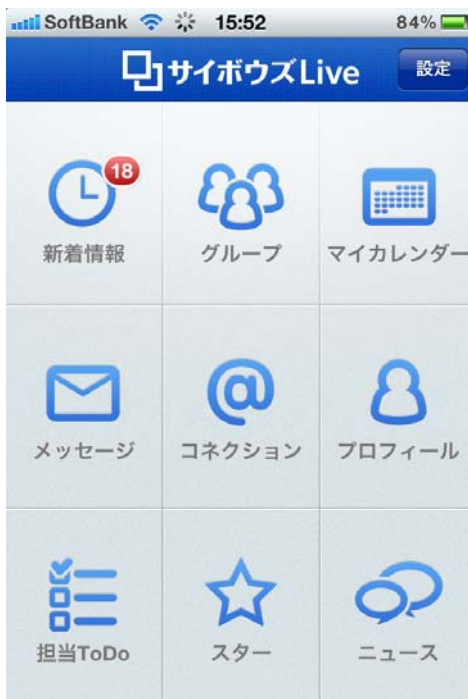 SoftBank 15:52 84%
サイボウズLive 設定
18
新着情報 グループ マイカレンダー
メッセージ コネクション プロフィール
担当ToDo スター ニュース